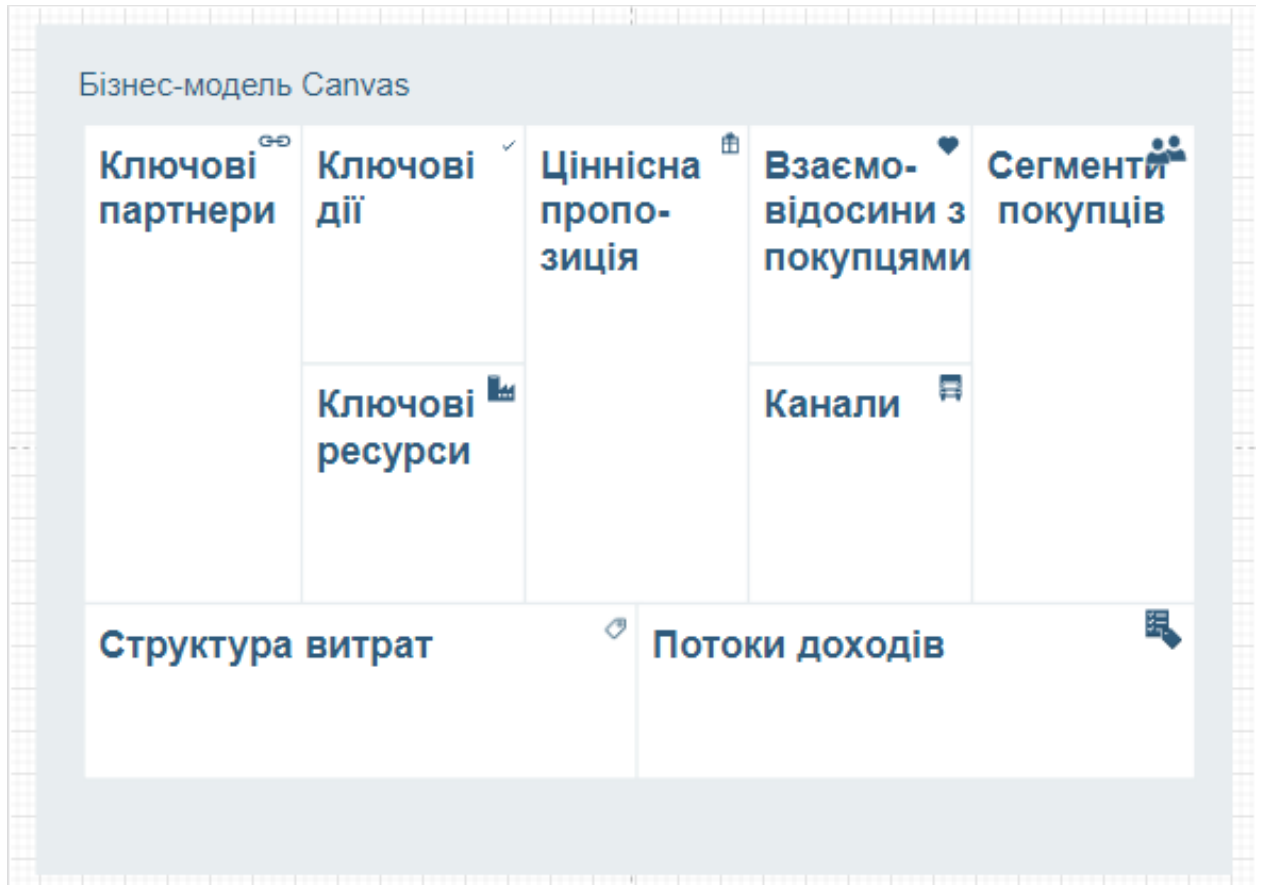 Бізнес-модель Canvas
Ключові
партнери
Ключові
дії
Ціннісна
пропо-
зиція
Взаємо-
відосини з
покупцями
Сегменти
покупців
Ключові
ресурси
Канали
Структура витрат
Потоки доходів